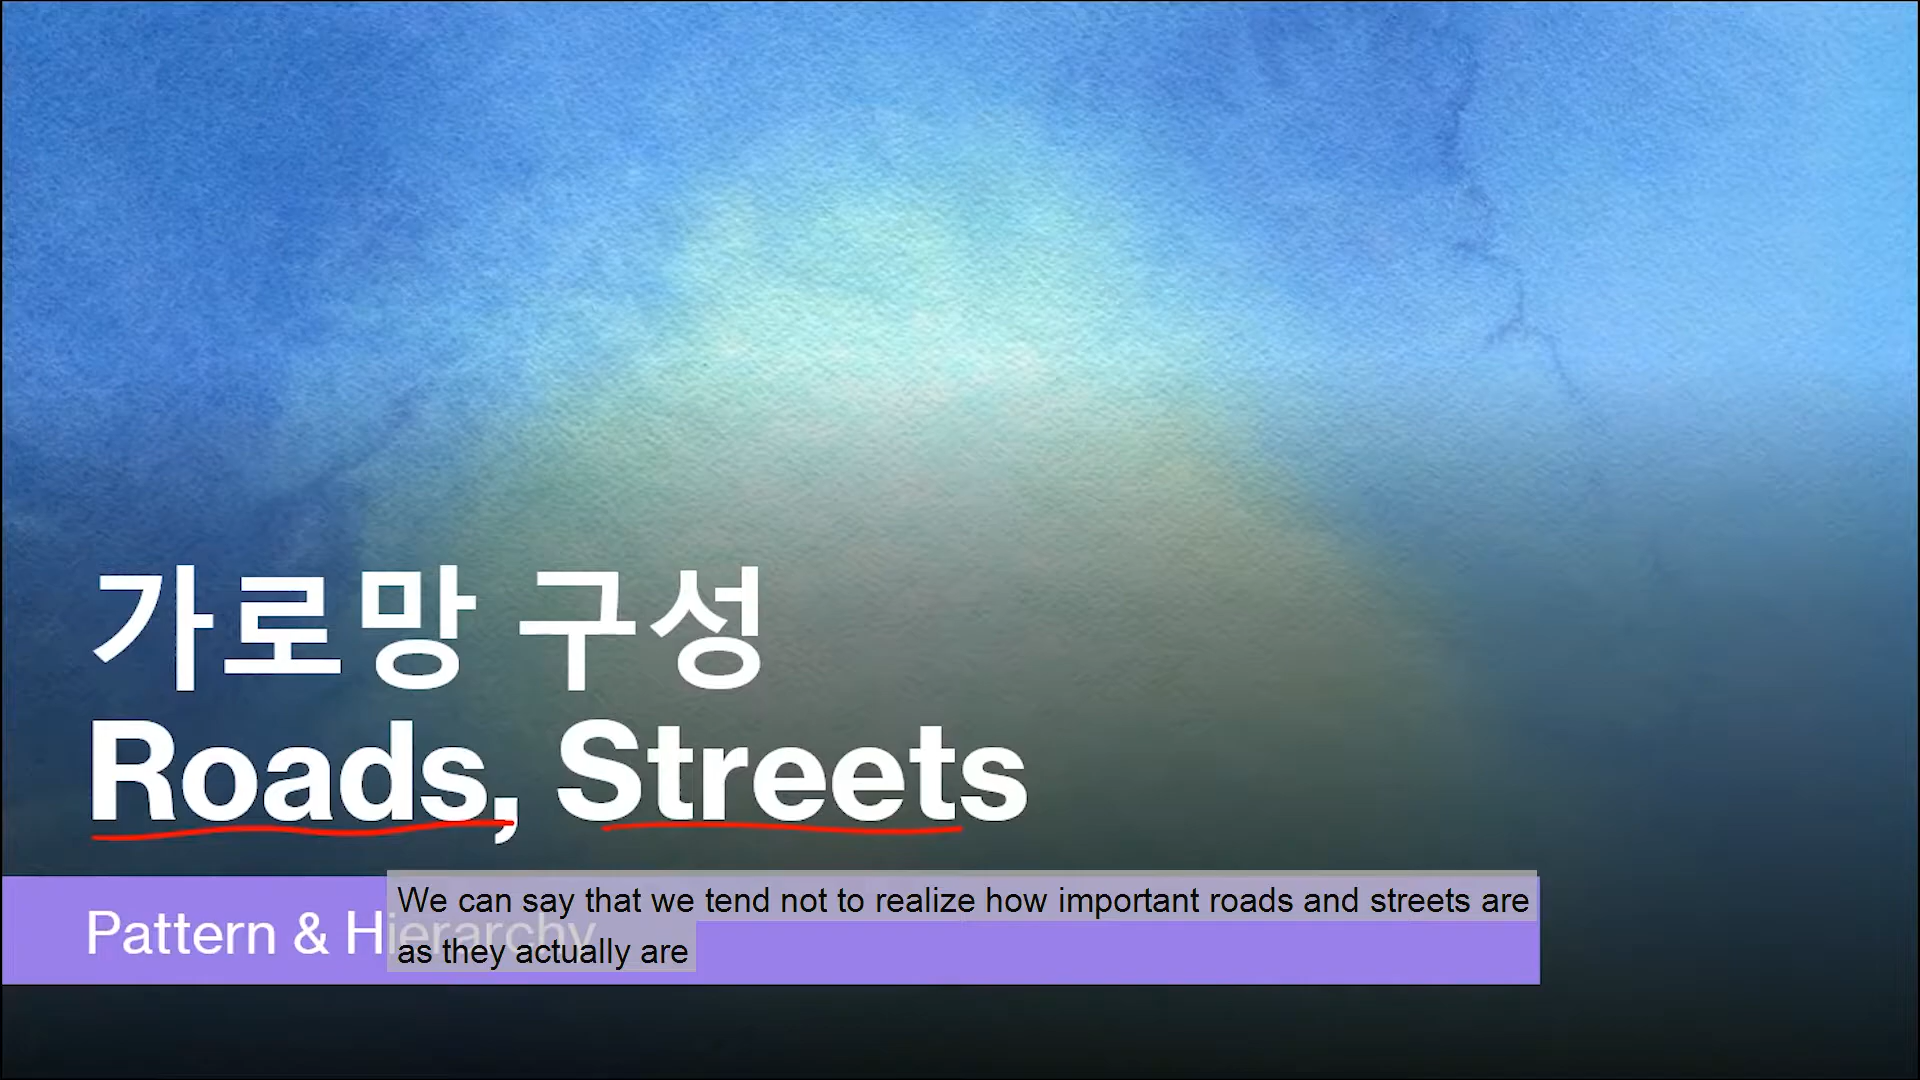 가로망 구성
Roads, Streets
Pattern & Hierarchy
We can say that we tend not to realize how important roads and streets are
as they actually are